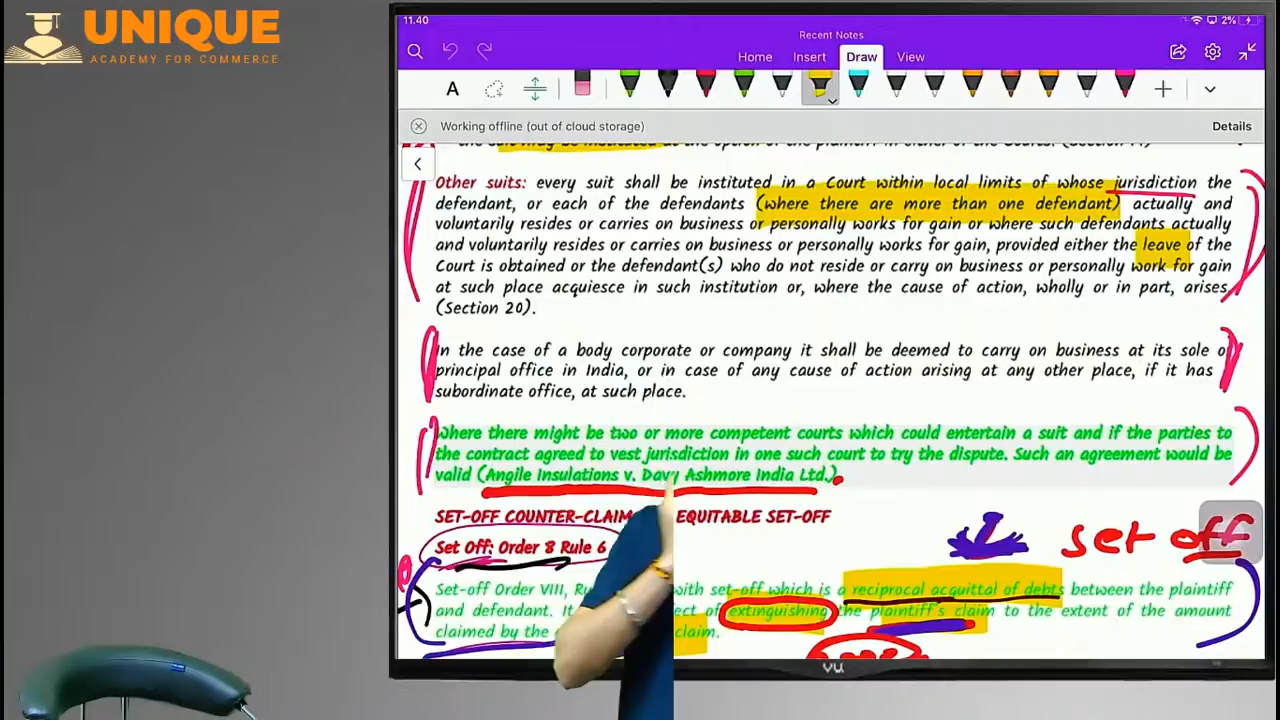 UNIQUE
ACADEMY FOR COMMERCE
11.40
2%
Recent Notes
Home Insert Draw View
A
Working offline (out of cloud storage) Details
Other suits: every suit shall be instituted in a Court within local limits of whose jurisdiction the
defendant, or each of the defendants (where there are more than one defendant) actually and
voluntarily resides or carries on business or personally works for gain or where such defendants actually
and voluntarily resides or carries on business or personally works for gain, provided either the leave of the
Court is obtained or the defendant(s) who do not reside or carry on business or personally work for gain
at such place acquiesce in such institution or, where the cause of action, wholly or in part, arises.
(Section 20).
In the case of a body corporate or company it shall be deemed to carry on business at its sole or
principal office in India, or in case of any cause of action arising at any other place, if it has
subordinate office, at such place.
Where there might be two or more competent courts which could entertain a suit and if the parties to
the contract agreed to vest jurisdiction in one such court to try the dispute. Such an agreement would be
valid (Angile Insulations v. Davy Ashmore India Ltd.).
SET-OFF COUNTER-CLAIM EQUITABLE SET-OFF
Set Off: Order 8 Rule 6
set off
Set-off Order VIII, with set-off which is a reciprocal acquittal of debts between the plaintiff
and defendant. It of extinguishing the plaintiff's claim to the extent of the amount
claimed by the claim.
VU